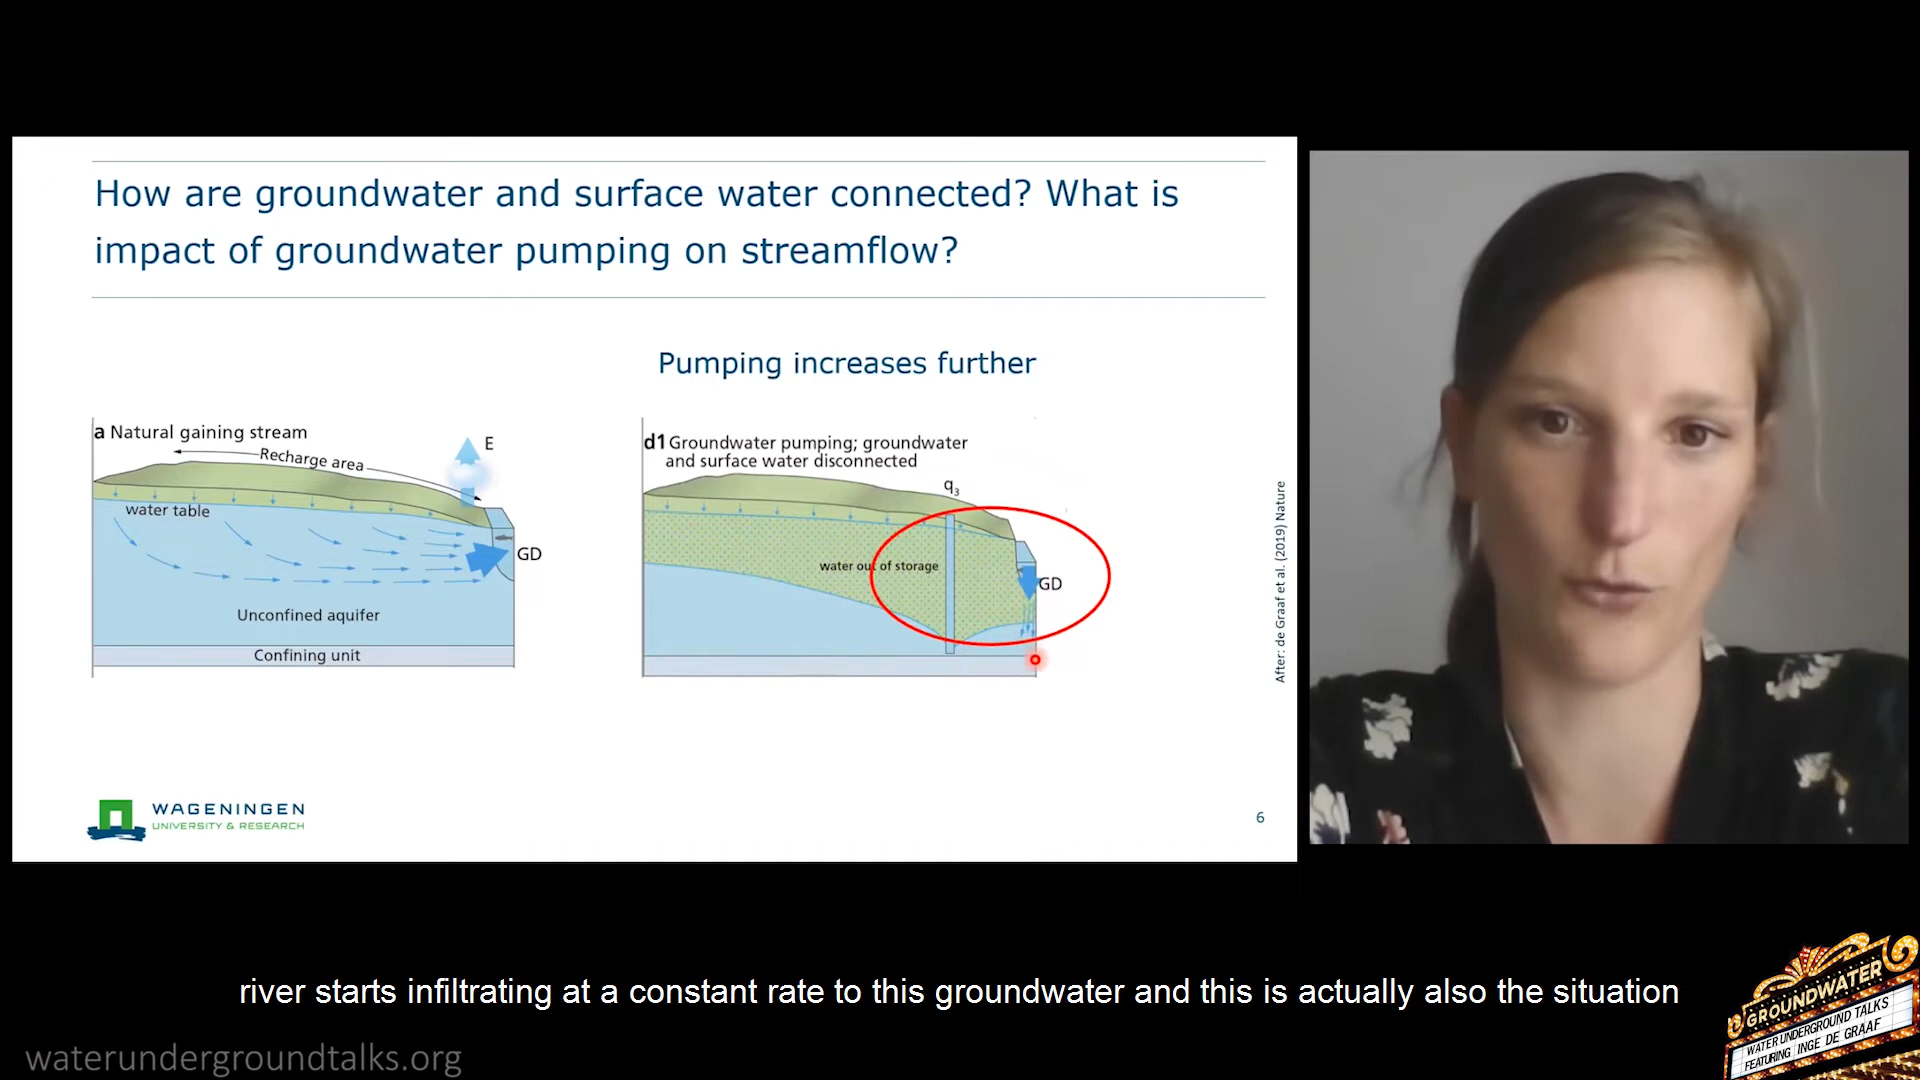 How are groundwater and surface water connected? What is
impact of groundwater pumping on streamflow?
Pumping increases further
a Natural gaining stream
Recharge area
E
water table
GD
Unconfined aquifer
Confining unit
d1 Groundwater pumping; groundwater
and surface water disconnected
q3
water out of storage
GD
After: de Graaf et al. (2019) Nature
WAGENINGEN
UNIVERSITY & RESEARCH
6
river starts infiltrating at a constant rate to this groundwater and this is actually also the situation
waterundergroundtalks.org
GROUNDWATER
WATER UNDERGROUND TALKS
FEATURING INGE DE GRAAF